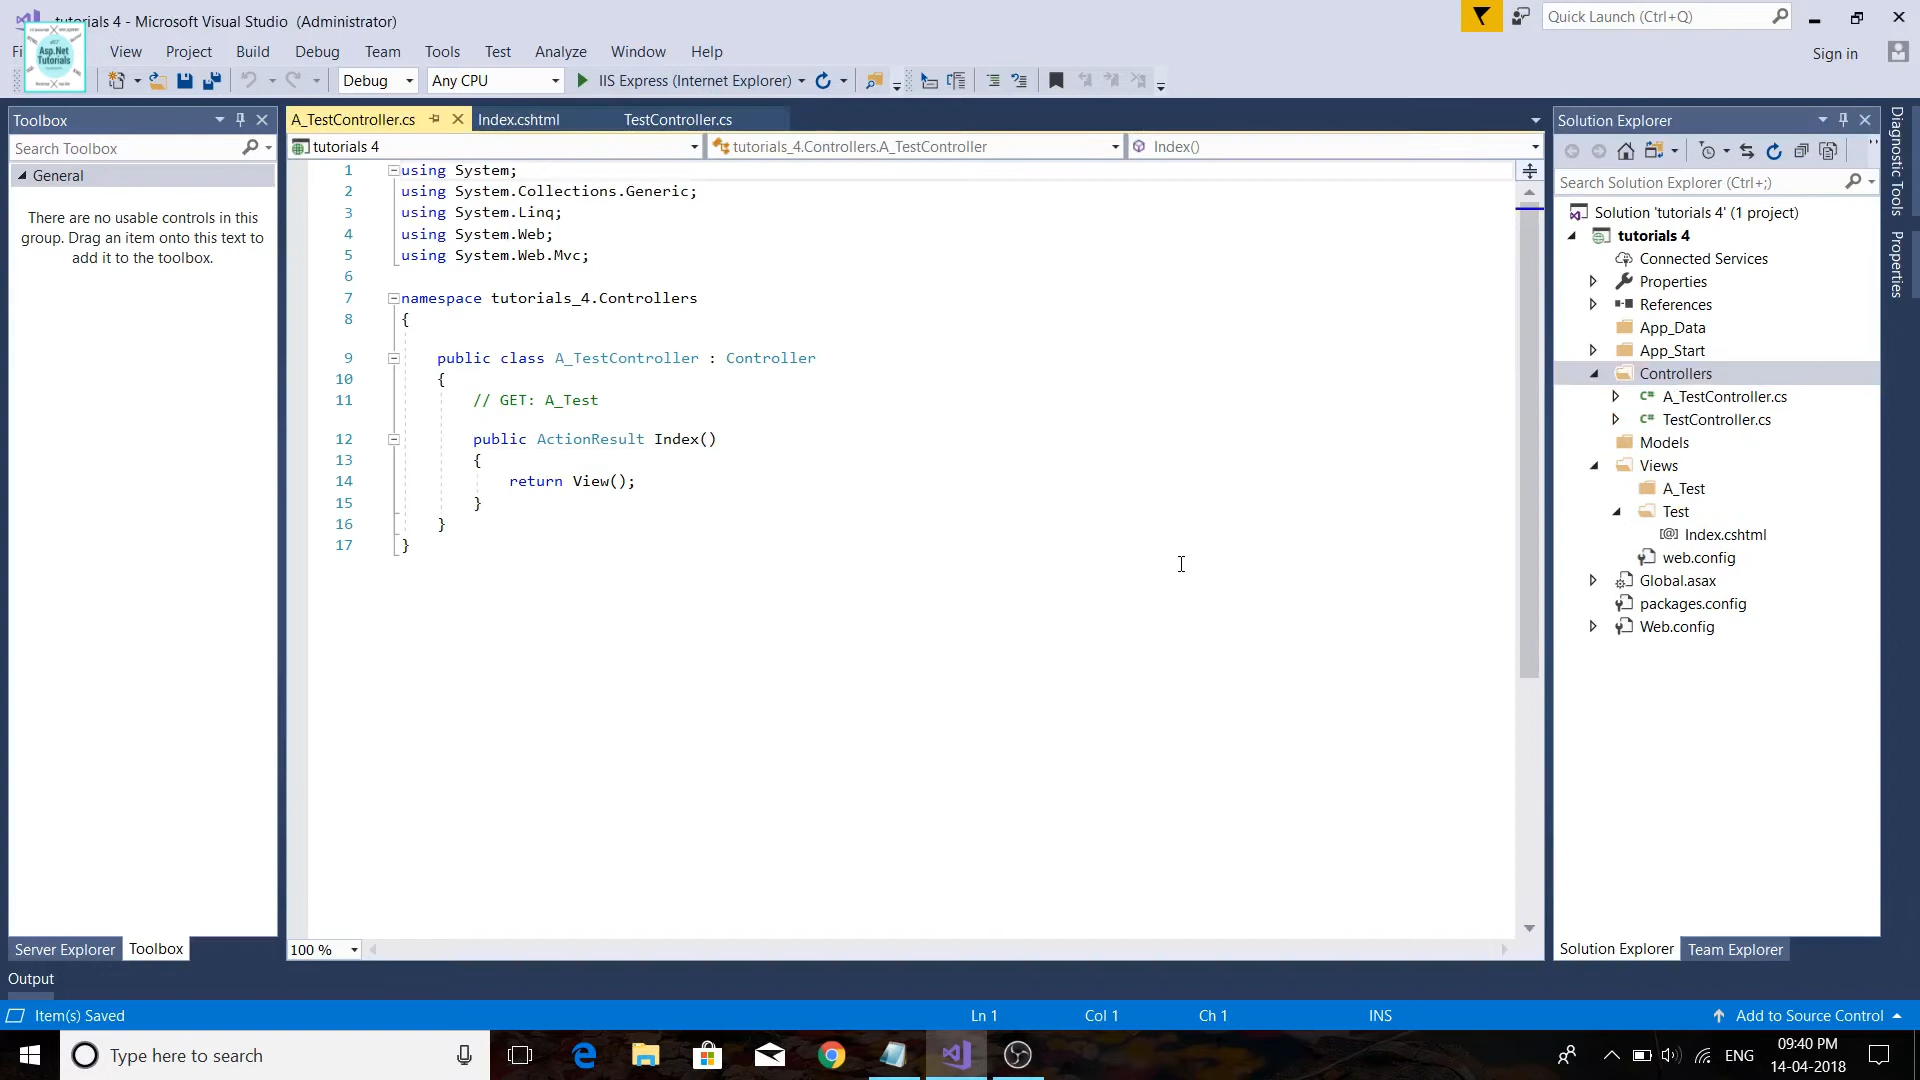 tutorials 4 - Microsoft Visual Studio (Administrator)
Quick Launch (Ctrl+Q)
Asp.Net
Tutorials
View Project Build Debug Team Tools Test Analyze Window Help
Sign in
Debug
Any CPU
IIS Express (Internet Explorer)
Toolbox
Search Toolbox
General
There are no usable controls in this
group. Drag an item onto this text to
add it to the toolbox.
Server Explorer
Toolbox
Output
A_TestController.cs
Index.cshtml
TestController.cs
tutorials 4
tutorials_4.Controllers.A_TestController
Index()
1 using System;
2 using System.Collections.Generic;
3 using System.Linq;
4 using System.Web;
5 using System.Web.Mvc;
6
7 namespace tutorials_4.Controllers
8 {
9 public class A_TestController : Controller
10 {
11 // GET: A_Test
12 public ActionResult Index()
13 {
14 return View();
15 }
16 }
17 }
100 %
Solution Explorer
Search Solution Explorer (Ctrl+;)
Solution 'tutorials 4' (1 project)
tutorials 4
Connected Services
Properties
References
App_Data
App_Start
Controllers
A_TestController.cs
TestController.cs
Models
Views
A_Test
Test
Index.cshtml
web.config
Global.asax
packages.config
Web.config
Solution Explorer
Team Explorer
Diagnostic Tools
Properties
Item(s) Saved
Ln 1
Col 1
Ch 1
INS
Add to Source Control
Type here to search
ENG
09:40 PM
14-04-2018